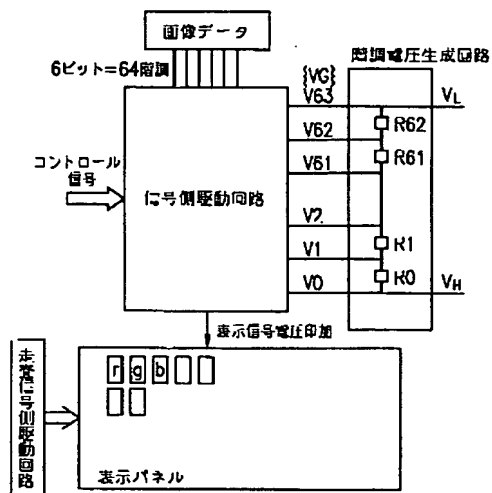 画像データ
6ビット=64階調
階調電圧生成回路
{VG}
V63
VL
R62
V62
R61
V61
コントロール
信号
信号側駆動回路
V2
R1
V1
R0
V0
VH
表示信号電圧印加
r g b
走査信号側駆動回路
表示パネル